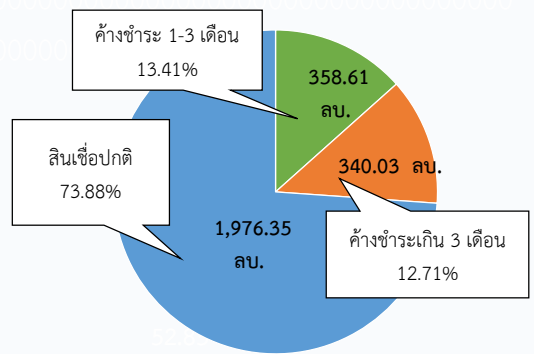 ค้างชำระ 1-3 เดือน
13.41%
358.61
ลบ.
สินเชื่อปกติ
73.88%
340.03 ลบ.
1,976.35
ลบ.
ค้างชำระเกิน 3 เดือน
12.71%